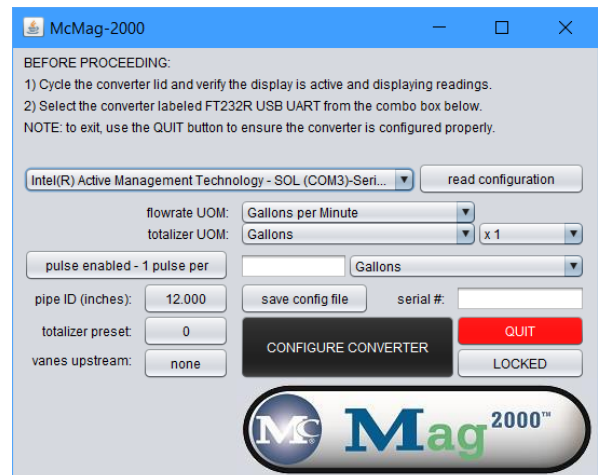 McMag-2000
BEFORE PROCEEDING:
1) Cycle the converter lid and verify the display is active and displaying readings.
2) Select the converter labeled FT232R USB UART from the combo box below.
NOTE: to exit, use the QUIT button to ensure the converter is configured properly.
Intel(R) Active Management Technology - SOL (COM3)-Seri... read configuration
flowrate UOM: Gallons per Minute
totalizer UOM: Gallons x 1
pulse enabled - 1 pulse per Gallons
pipe ID (inches): 12.000 save config file serial #:
totalizer preset: 0 CONFIGURE CONVERTER QUIT
vanes upstream: none LOCKED
Mc Mag 2000™